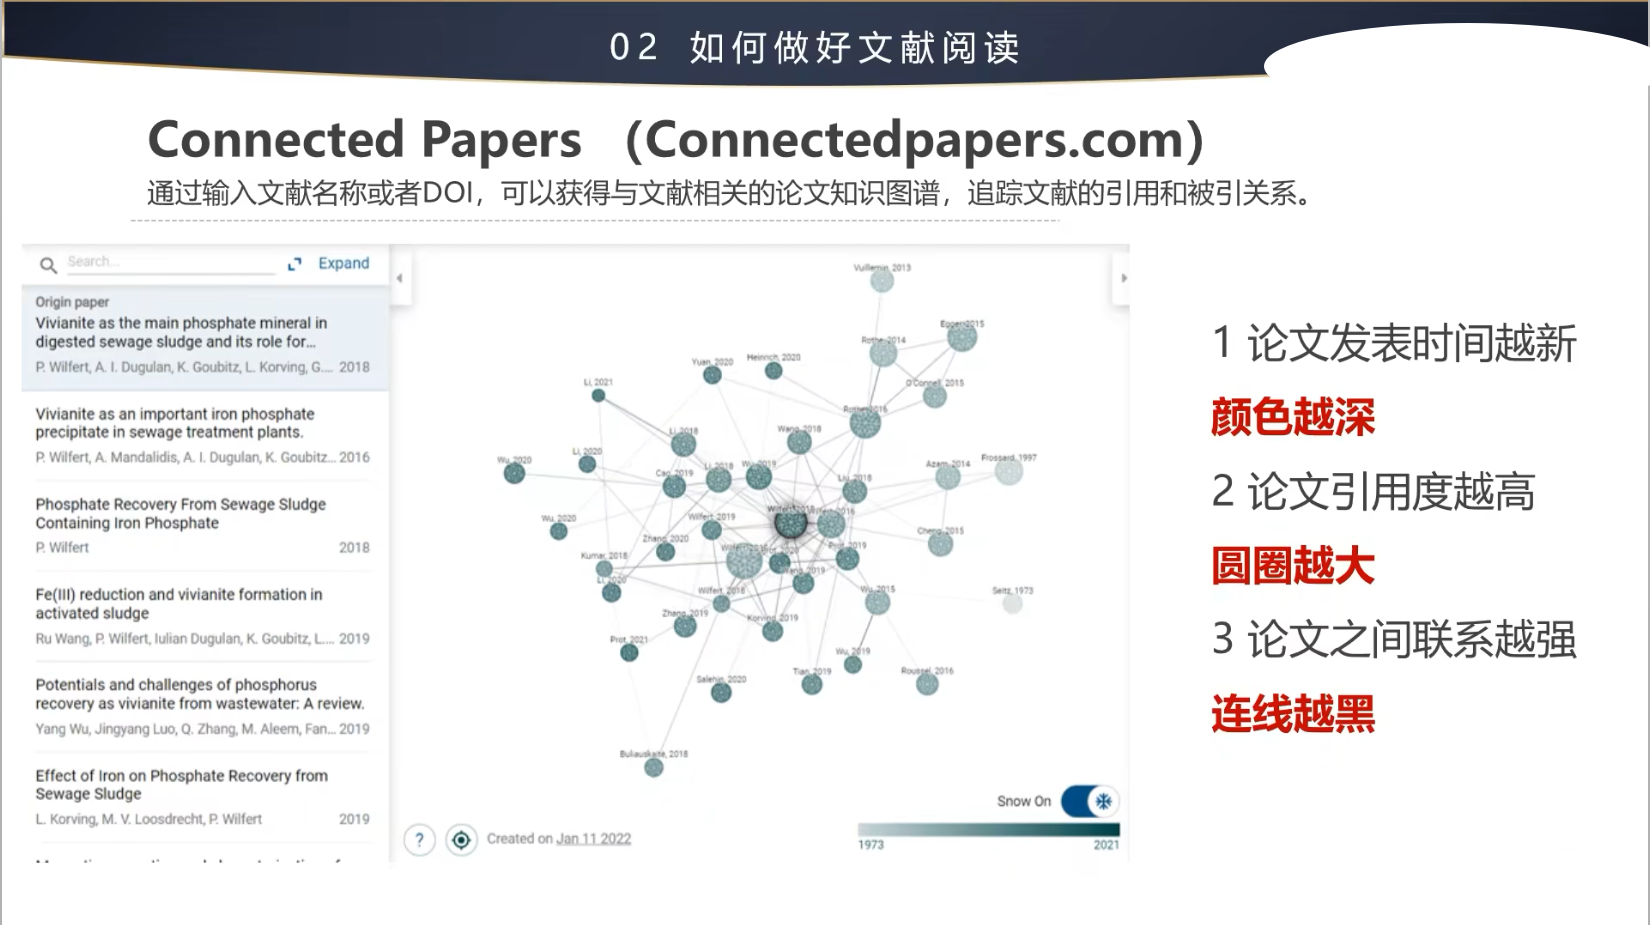 02 如何做好文献阅读
Connected Papers （Connectedpapers.com）
通过输入文献名称或者DOI，可以获得与文献相关的论文知识图谱，追踪文献的引用和被引关系。
Search...
Expand
Origin paper
Vivianite as the main phosphate mineral in
digested sewage sludge and its role for...
P. Wilfert, A. I. Dugulan, K. Goubitz, L. Korving, G.... 2018
Vivianite as an important iron phosphate
precipitate in sewage treatment plants.
P. Wilfert, A. Mandalidis, A. I. Dugulan, K. Goubitz... 2016
Phosphate Recovery From Sewage Sludge
Containing Iron Phosphate
P. Wilfert 2018
Fe(III) reduction and vivianite formation in
activated sludge
Ru Wang, P. Wilfert, Iulian Dugulan, K. Goubitz, L.... 2019
Potentials and challenges of phosphorus
recovery as vivianite from wastewater: A review.
Yang Wu, Jingyang Luo, Q. Zhang, M. Aleem, Fan... 2019
Effect of Iron on Phosphate Recovery from
Sewage Sludge
L. Korving, M. V. Loosdrecht, P. Wilfert 2019
Vuillemin, 2013
Egger, 2015
Rothe, 2014
Heinrich, 2020
Yuan, 2020
Li, 2021
O'Connell, 2015
Rothe, 2016
Wang, 2018
Li, 2018
Wu, 2020
Li, 2020
Cao, 2019
Li, 2018
Wu, 2019
Liu, 2018
Azam, 2014
Frossard, 1997
Wu, 2020
Wilfert, 2019
Wilfert, 2016
Cheng, 2015
Zhang, 2020
Prot, 2019
Kumar, 2018
Li, 2020
Wang, 2019
Wilfert, 2018
Wu, 2015
Seitz, 1973
Zhang, 2019
Korving, 2019
Prot, 2021
Wu, 2019
Salehin, 2020
Tian, 2019
Roussel, 2016
Buliauskaitė, 2018
Snow On
1973
2021
?
Created on Jan 11 2022
1 论文发表时间越新
颜色越深
2 论文引用度越高
圆圈越大
3 论文之间联系越强
连线越黑